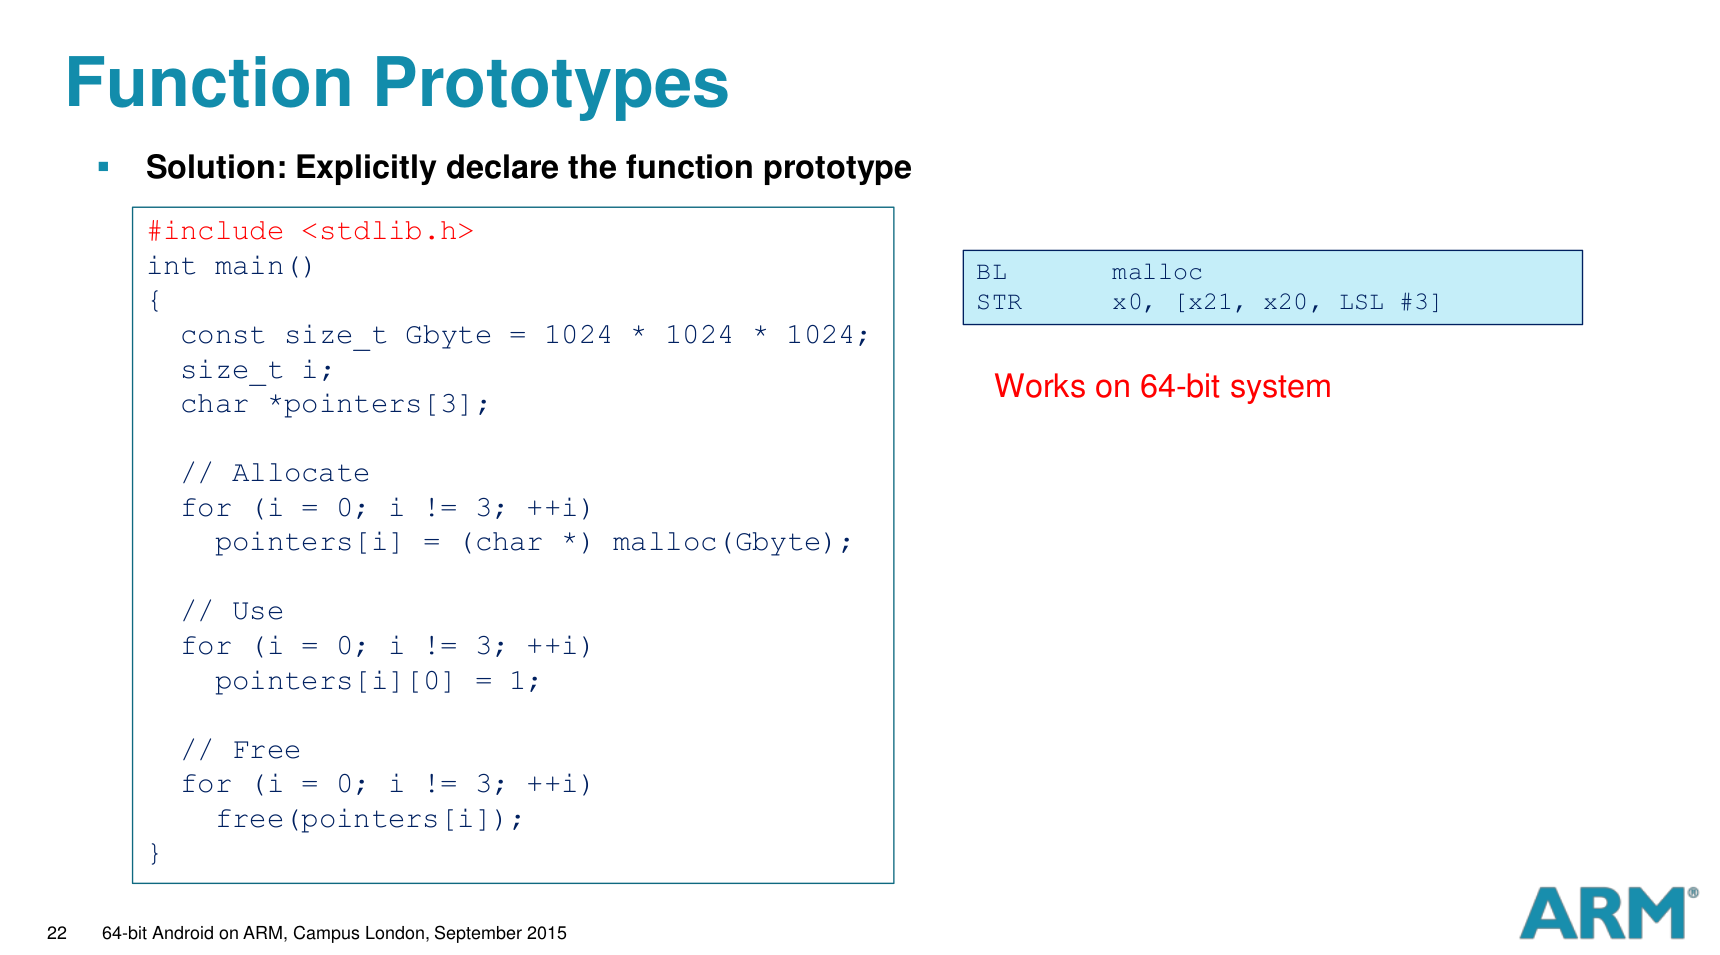 Function Prototypes
▪ Solution: Explicitly declare the function prototype
#include <stdlib.h>
int main()
{
  const size_t Gbyte = 1024 * 1024 * 1024;
  size_t i;
  char *pointers[3];

  // Allocate
  for (i = 0; i != 3; ++i)
    pointers[i] = (char *) malloc(Gbyte);

  // Use
  for (i = 0; i != 3; ++i)
    pointers[i][0] = 1;

  // Free
  for (i = 0; i != 3; ++i)
    free(pointers[i]);
}
BL malloc
STR x0, [x21, x20, LSL #3]
Works on 64-bit system
22 64-bit Android on ARM, Campus London, September 2015
ARM®